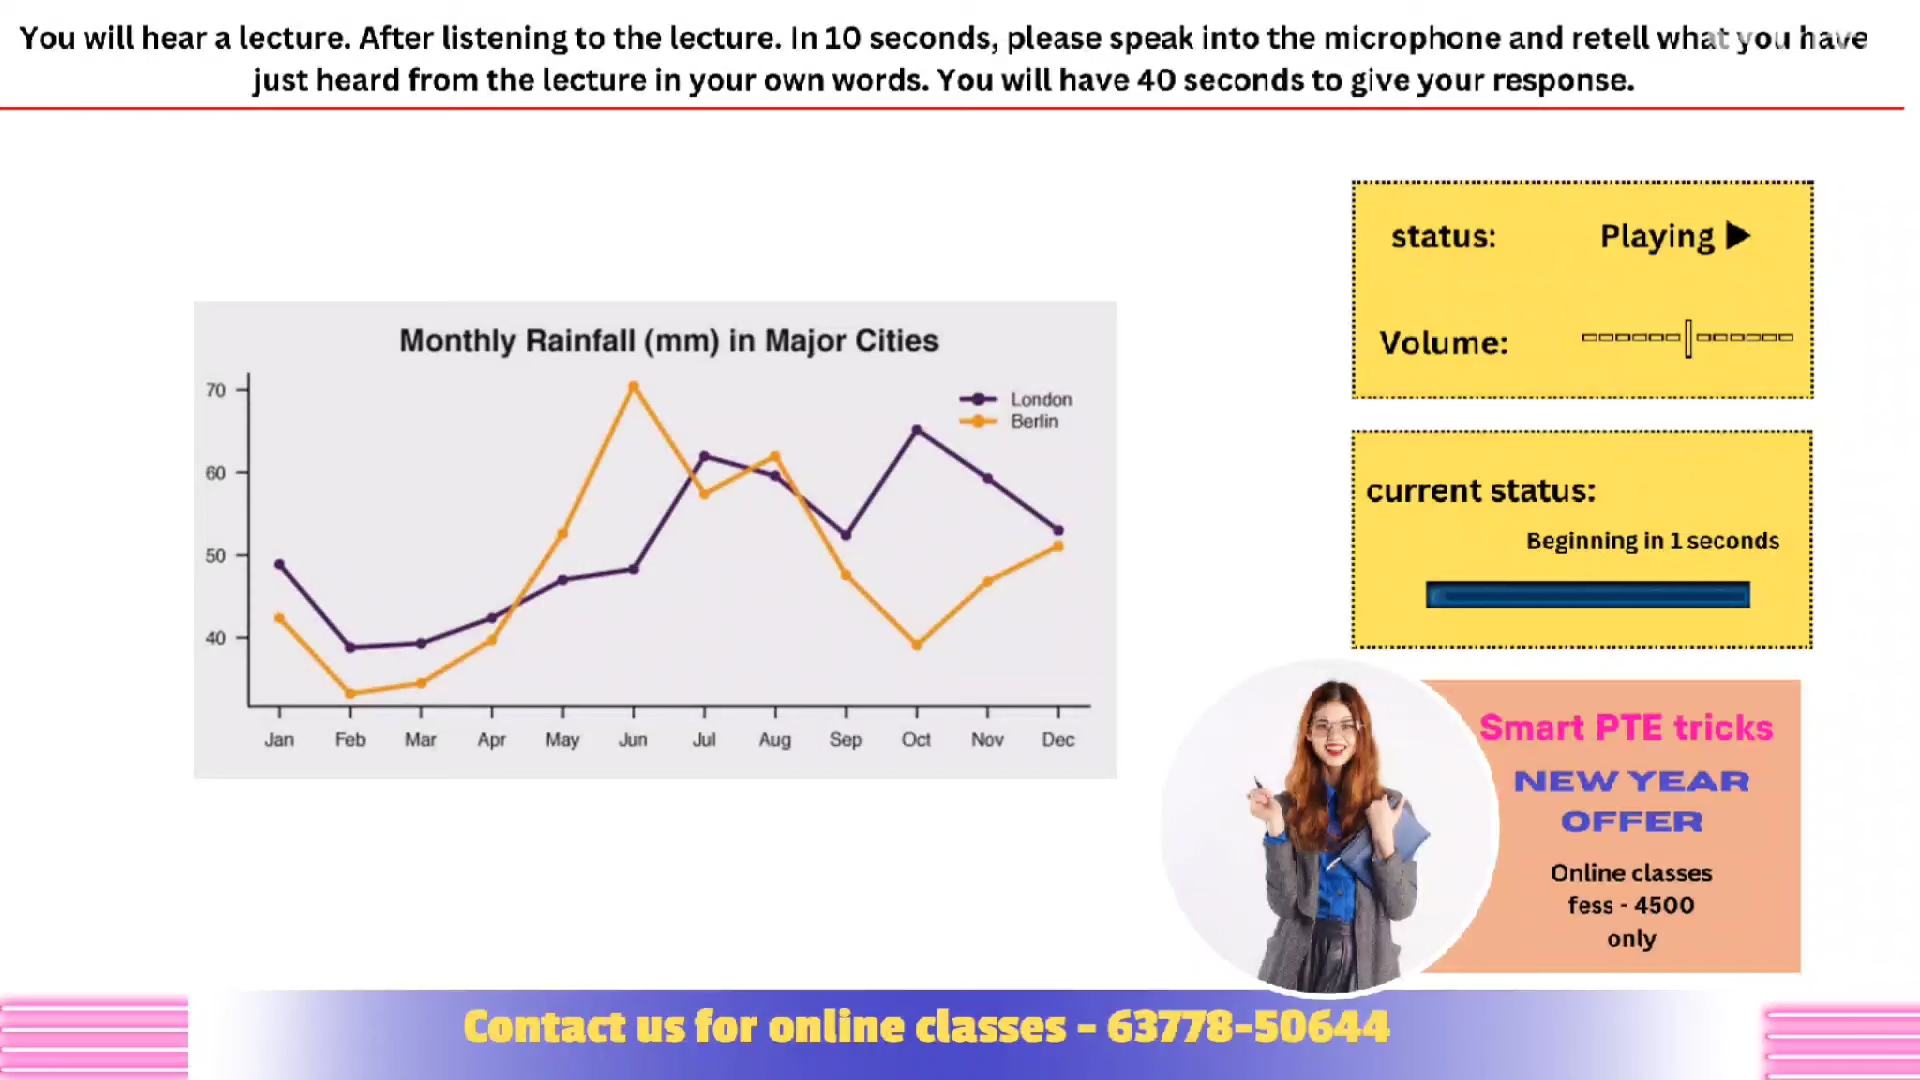 You will hear a lecture. After listening to the lecture. In 10 seconds, please speak into the microphone and retell what you have
just heard from the lecture in your own words. You will have 40 seconds to give your response.
status: Playing
Volume:
current status:
Beginning in 1 seconds
Monthly Rainfall (mm) in Major Cities
London
Berlin
70
60
50
40
Jan Feb Mar Apr May Jun Jul Aug Sep Oct Nov Dec
Smart PTE tricks
NEW YEAR
OFFER
Online classes
fess - 4500
only
Contact us for online classes - 63778-50644